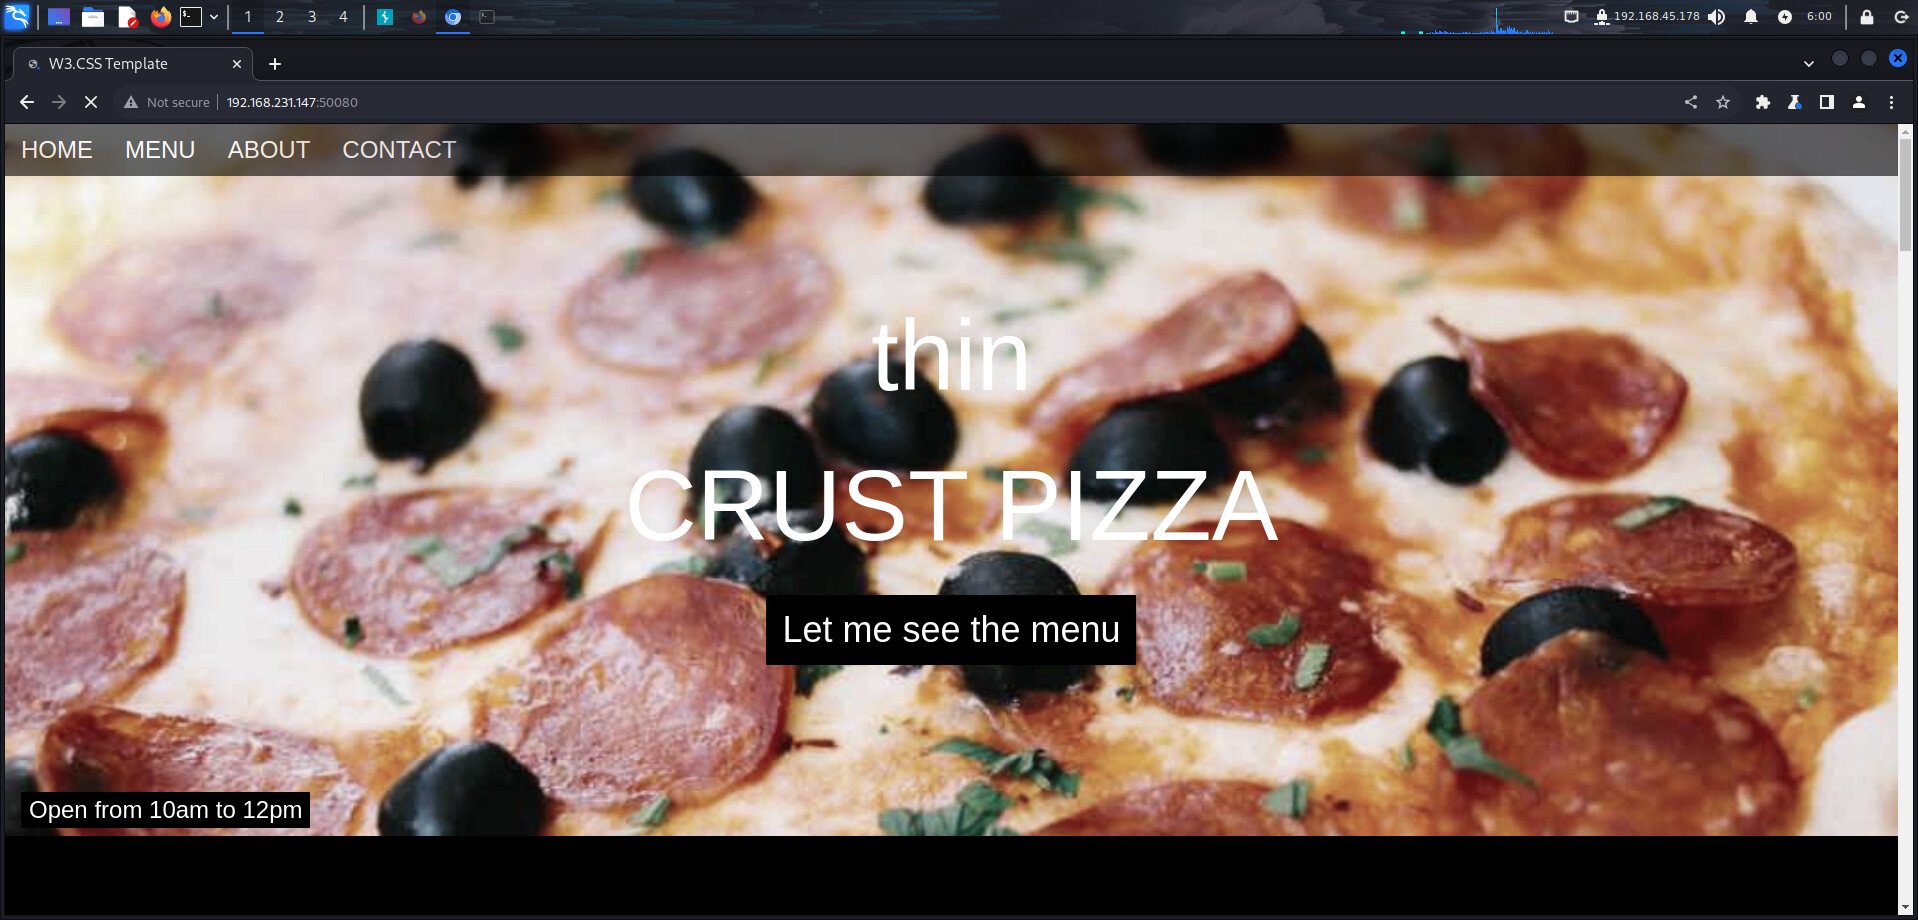 1 2 3 4
192.168.45.178
6:00
W3.CSS Template
Not secure
192.168.231.147:50080
HOME MENU ABOUT CONTACT
thin
CRUST PIZZA
Let me see the menu
Open from 10am to 12pm